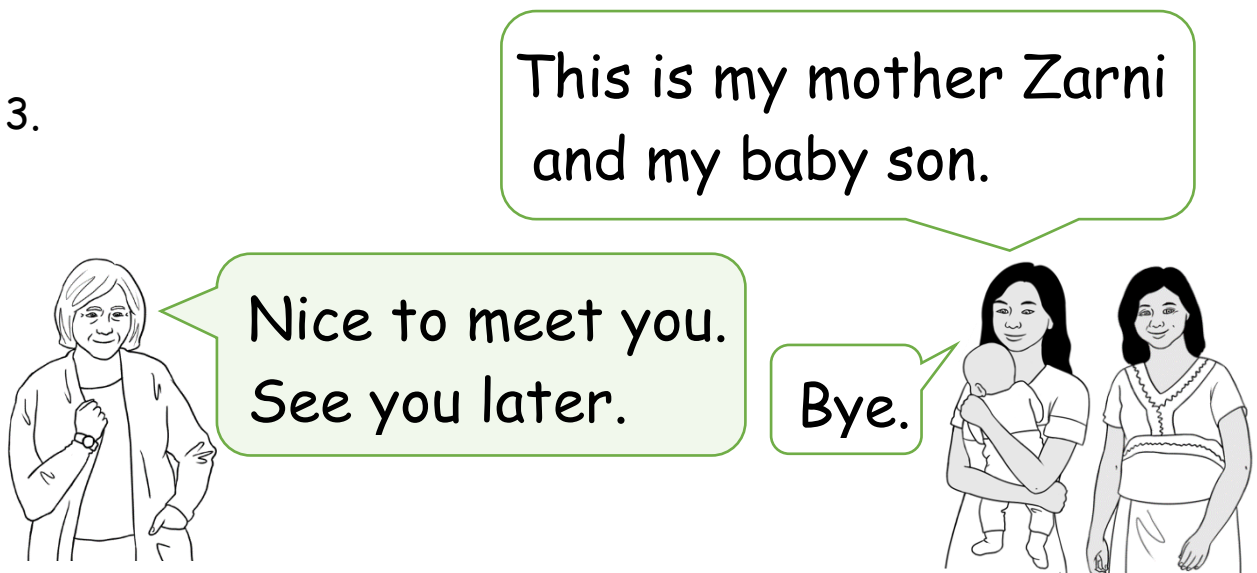 3.
This is my mother Zarni
and my baby son.
Nice to meet you.
See you later.
Bye.